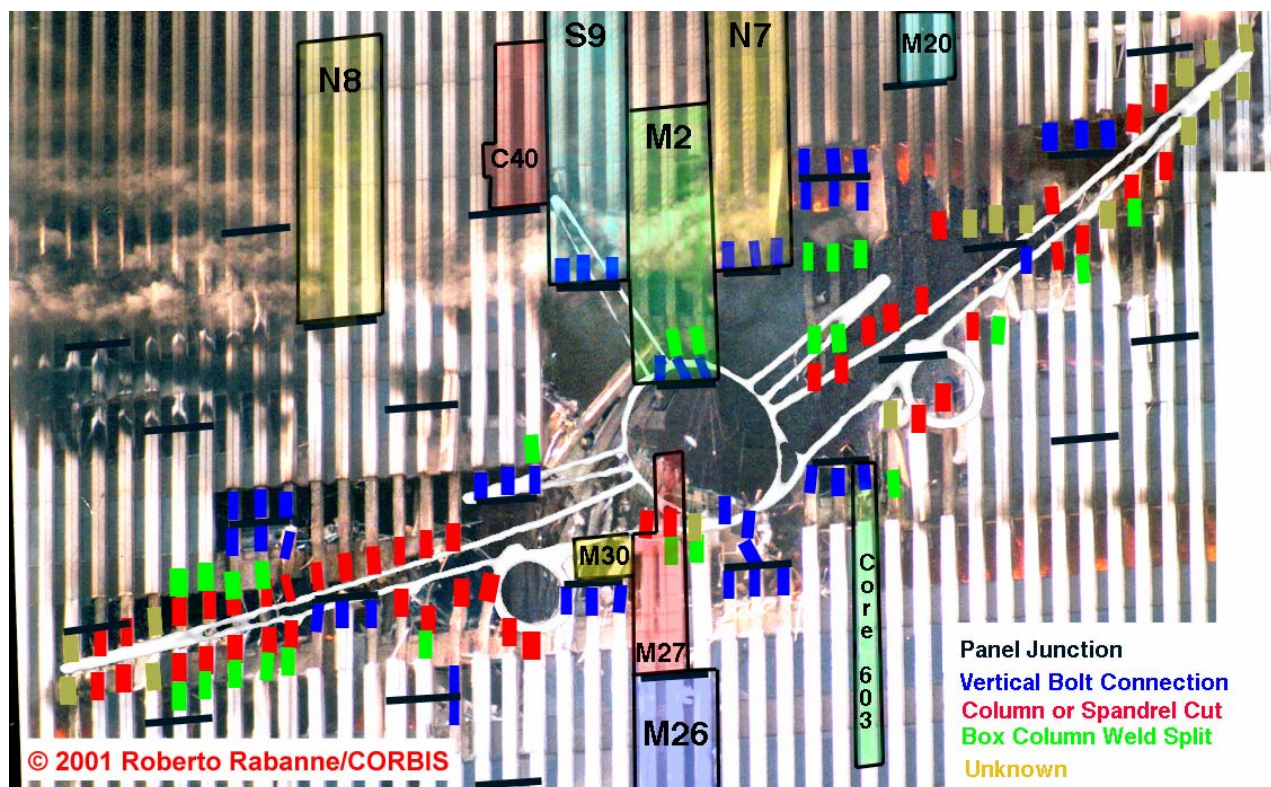 S9
N7
M20
N8
M2
C40
M30
M27
M26
Core 603
Panel Junction
Vertical Bolt Connection
Column or Spandrel Cut
Box Column Weld Split
Unknown
© 2001 Roberto Rabanne/CORBIS